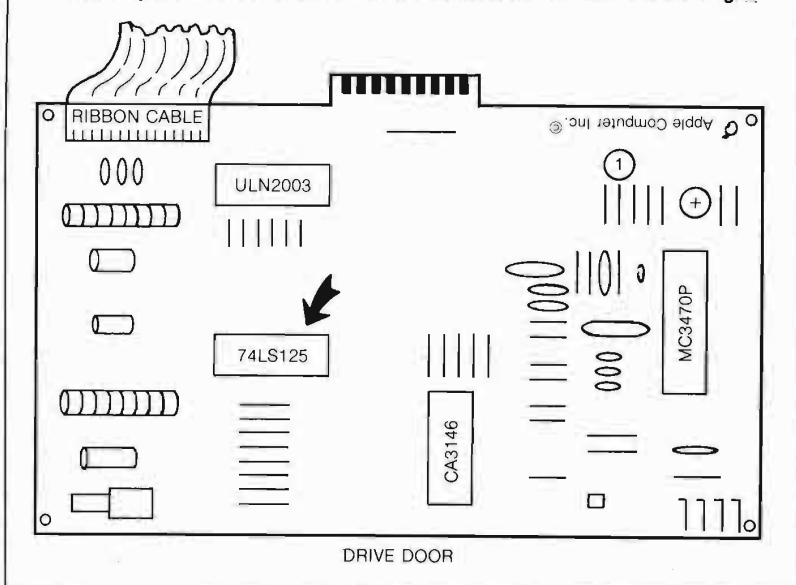 RIBBON CABLE
Apple Computer Inc. ©
1
ULN2003
+
74LS125
MC3470P
CA3146
DRIVE DOOR